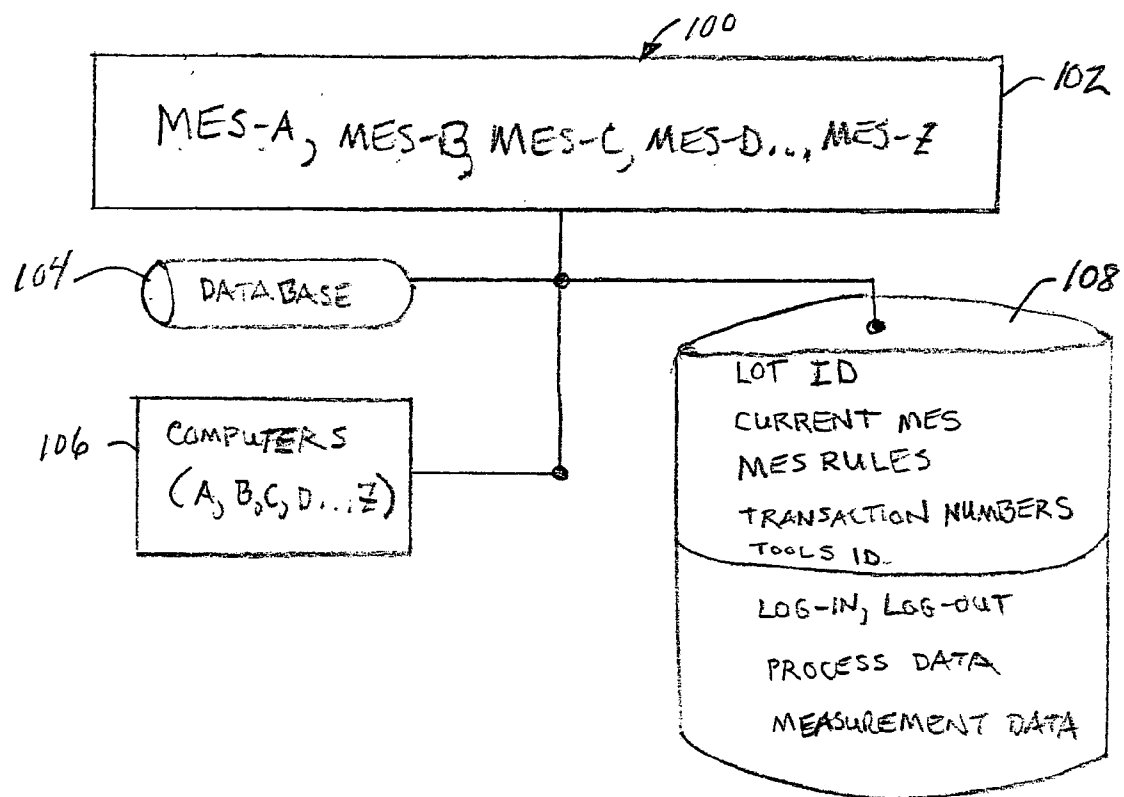 100
102
MES-A, MES-B, MES-C, MES-D..., MES-Z
104
DATABASE
108
LOT ID
CURRENT MES
MES RULES
TRANSACTION NUMBERS
TOOLS ID
106
COMPUTERS
(A, B, C, D...Z)
LOG-IN, LOG-OUT
PROCESS DATA
MEASUREMENT DATA